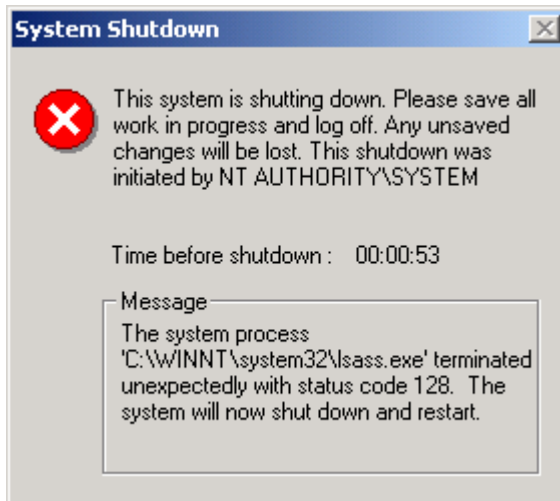 System Shutdown
This system is shutting down. Please save all
work in progress and log off. Any unsaved
changes will be lost. This shutdown was
initiated by NT AUTHORITY\SYSTEM
Time before shutdown : 00:00:53
Message
The system process
'C:\WINNT\system32\lsass.exe' terminated
unexpectedly with status code 128. The
system will now shut down and restart.